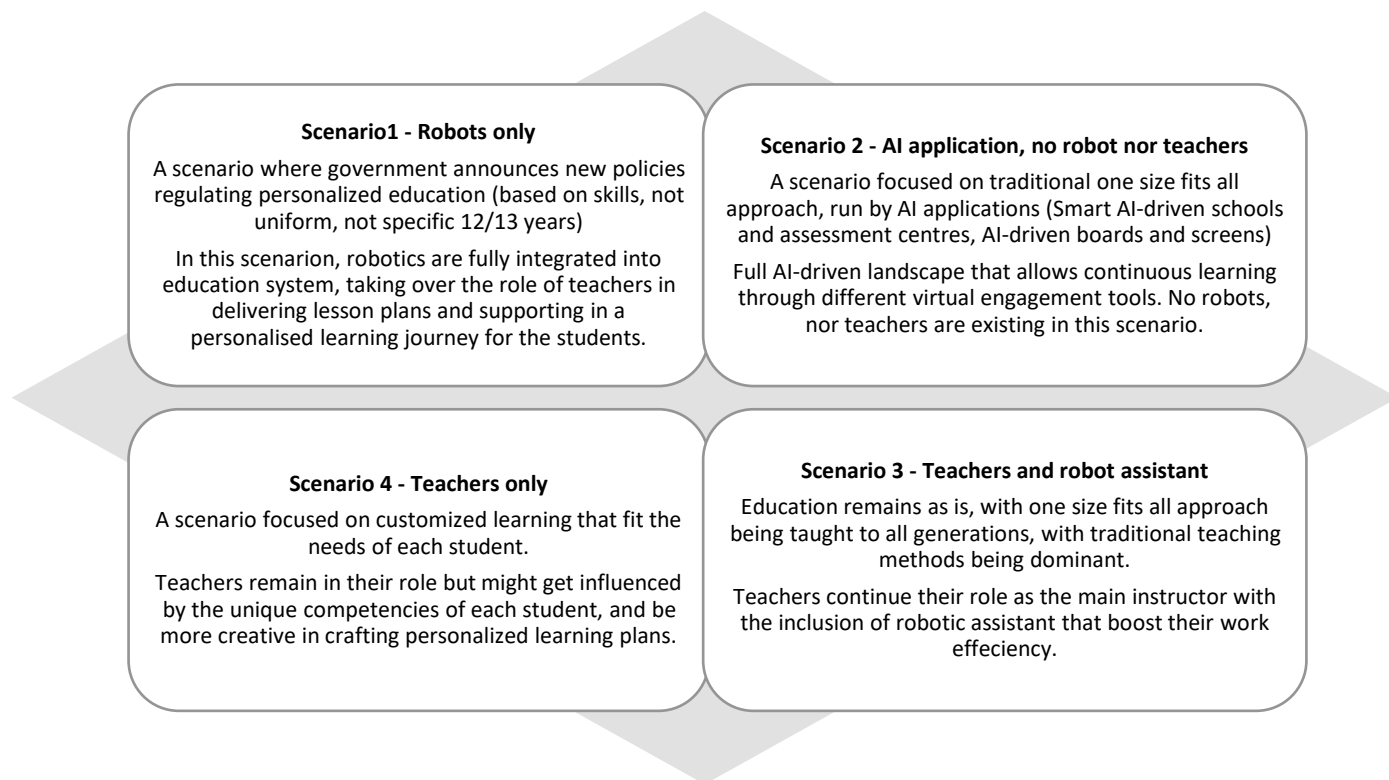 Scenario1 - Robots only
A scenario where government announces new policies
regulating personalized education (based on skills, not
uniform, not specific 12/13 years)
In this scenarion, robotics are fully integrated into
education system, taking over the role of teachers in
delivering lesson plans and supporting in a
personalised learning journey for the students.
Scenario 2 - AI application, no robot nor teachers
A scenario focused on traditional one size fits all
approach, run by AI applications (Smart AI-driven schools
and assessment centres, AI-driven boards and screens)
Full AI-driven landscape that allows continuous learning
through different virtual engagement tools. No robots,
nor teachers are existing in this scenario.
Scenario 4 - Teachers only
A scenario focused on customized learning that fit the
needs of each student.
Teachers remain in their role but might get influenced
by the unique competencies of each student, and be
more creative in crafting personalized learning plans.
Scenario 3 - Teachers and robot assistant
Education remains as is, with one size fits all approach
being taught to all generations, with traditional teaching
methods being dominant.
Teachers continue their role as the main instructor with
the inclusion of robotic assistant that boost their work
effeciency.